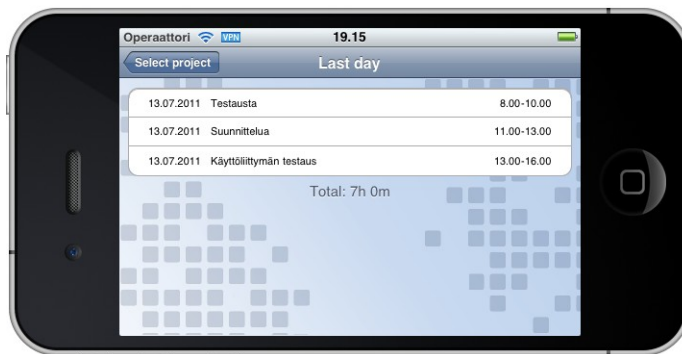 Operaattori VPN 19.15
Select project Last day
13.07.2011 Testausta 8.00-10.00
13.07.2011 Suunnittelua 11.00-13.00
13.07.2011 Käyttöliittymän testaus 13.00-16.00
Total: 7h 0m